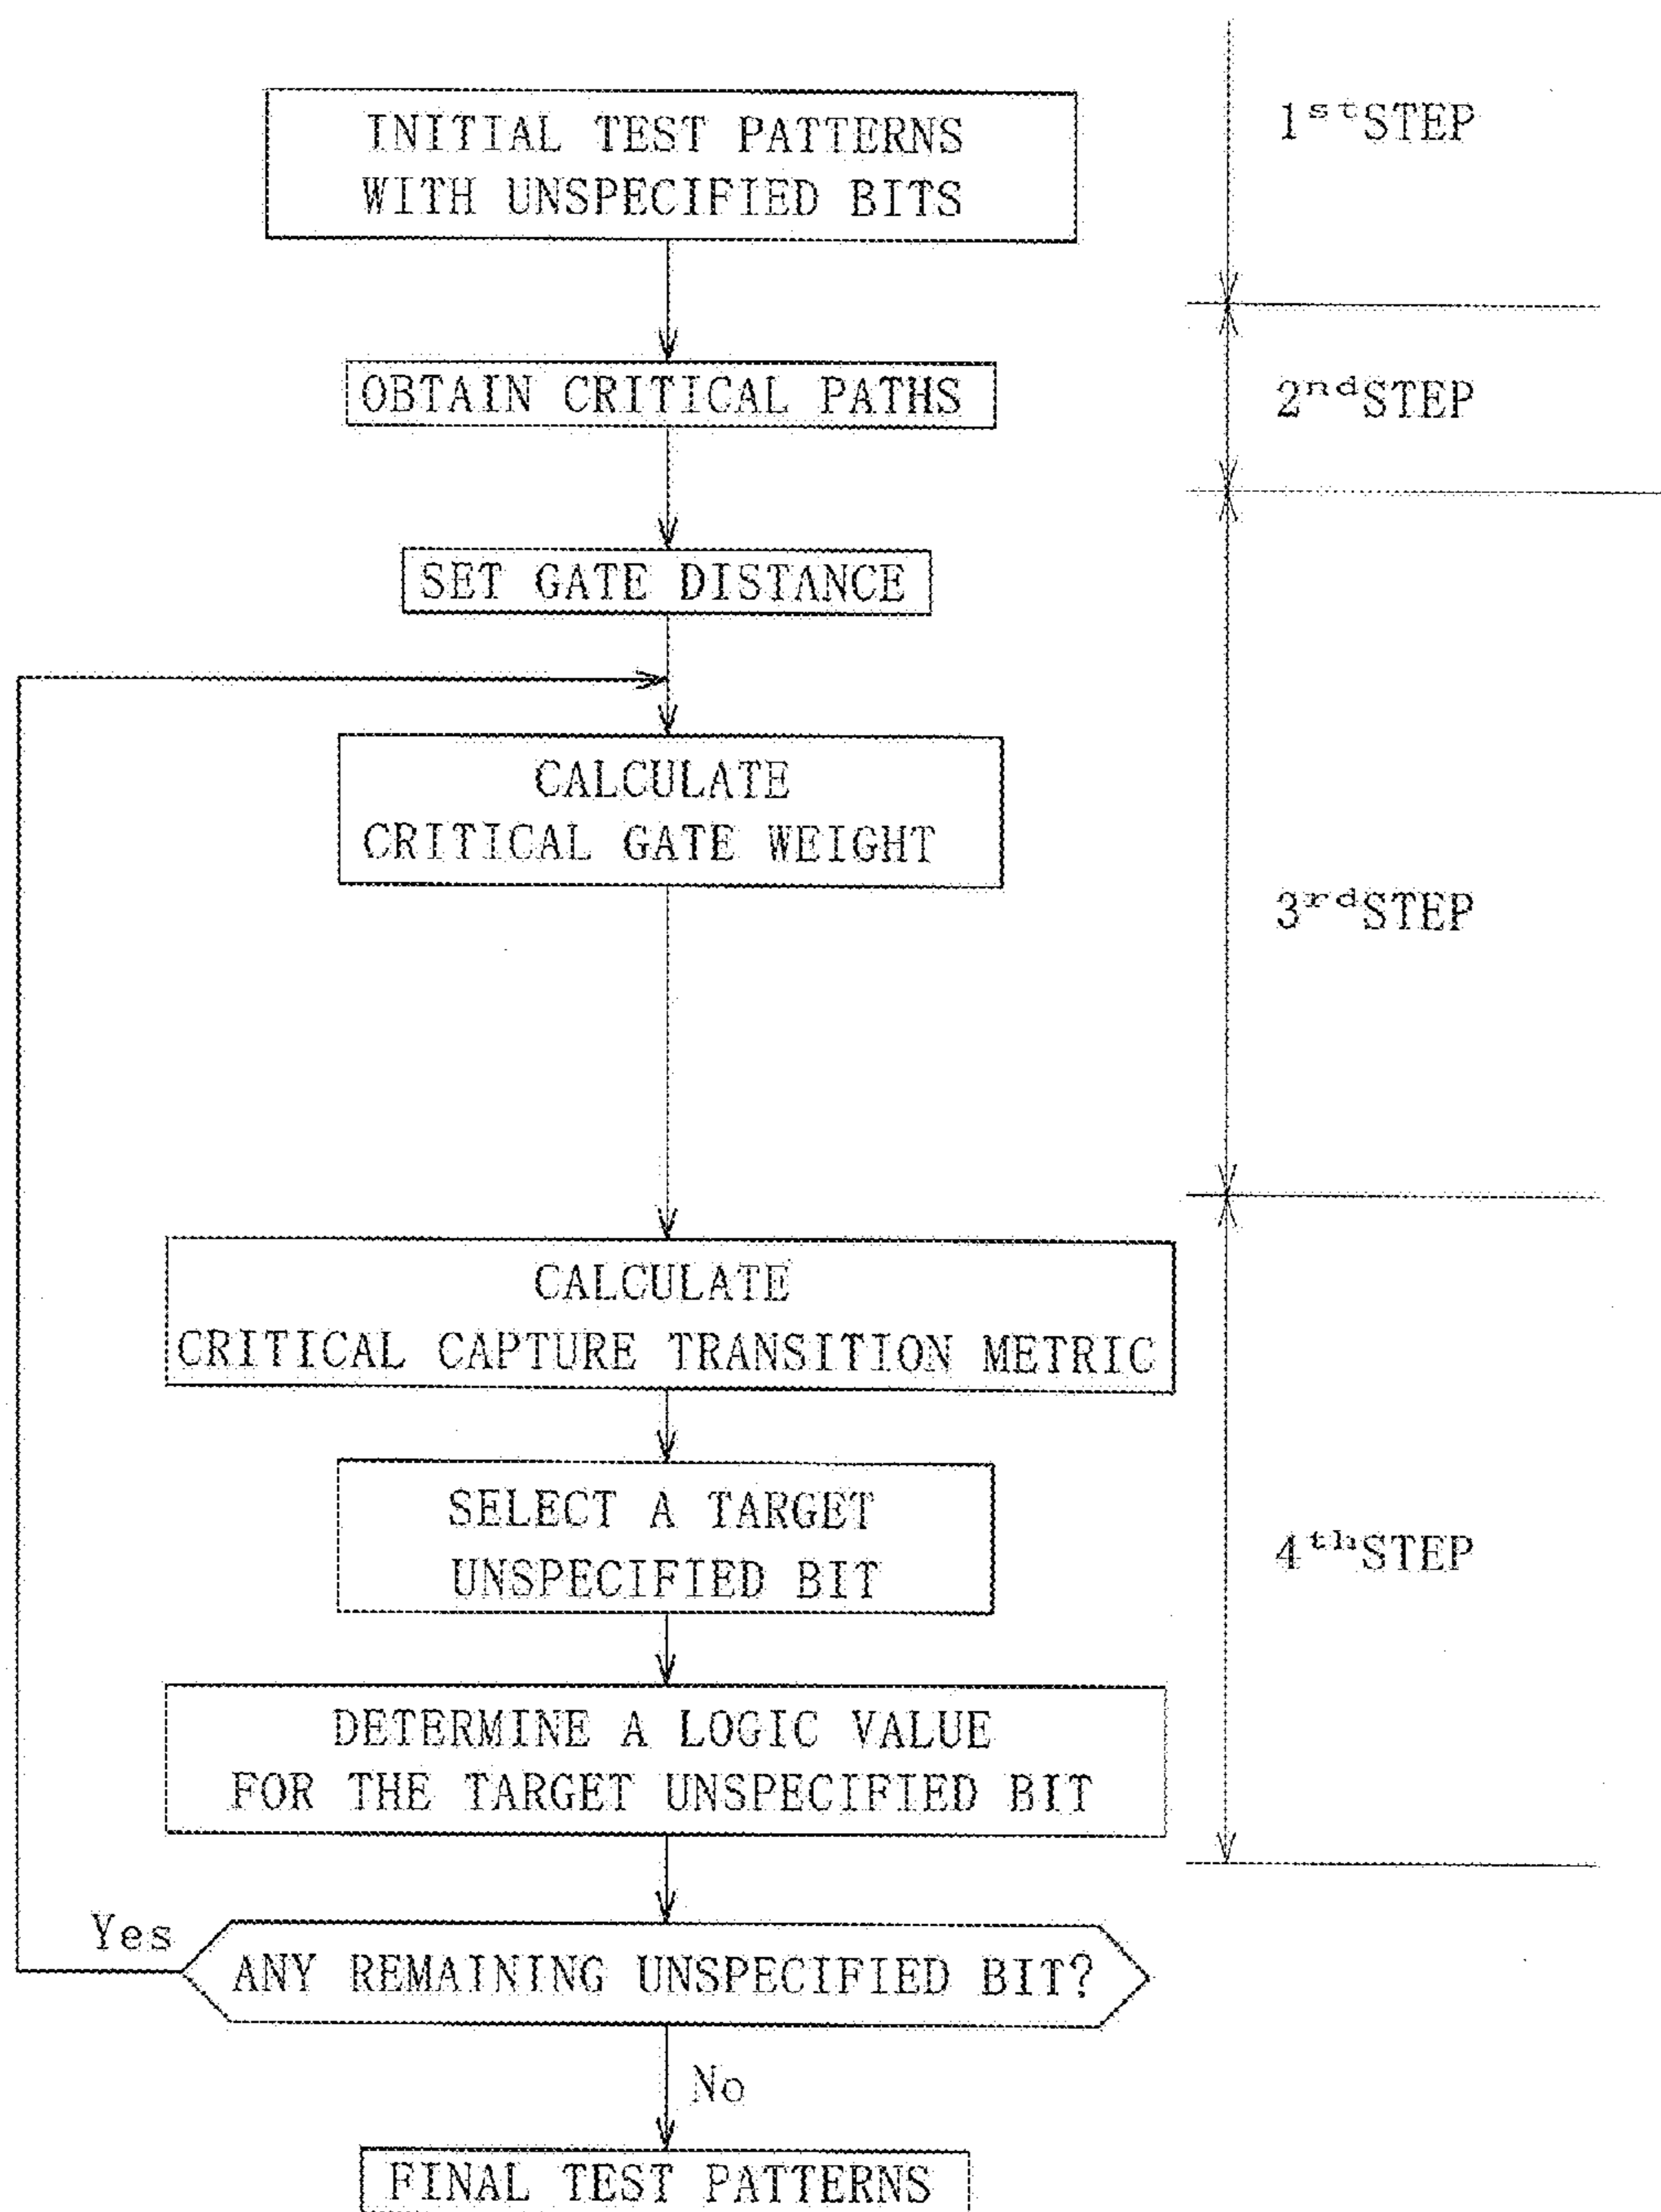 INITIAL TEST PATTERNS
WITH UNSPECIFIED BITS
1st STEP
OBTAIN CRITICAL PATHS
2nd STEP
SET GATE DISTANCE
CALCULATE
CRITICAL GATE WEIGHT
3rd STEP
CALCULATE
CRITICAL CAPTURE TRANSITION METRIC
SELECT A TARGET
UNSPECIFIED BIT
4th STEP
DETERMINE A LOGIC VALUE
FOR THE TARGET UNSPECIFIED BIT
Yes
ANY REMAINING UNSPECIFIED BIT?
No
FINAL TEST PATTERNS